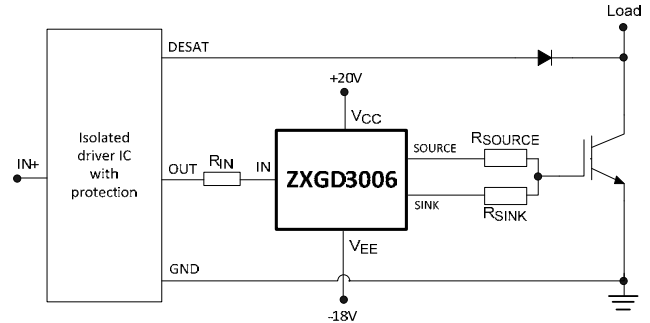 Load
DESAT
+20V
VCC
Isolated
driver IC
with
protection
IN+
OUT
RIN
IN
ZXGD3006
SOURCE
RSOURCE
SINK
RSINK
VEE
GND
-18V